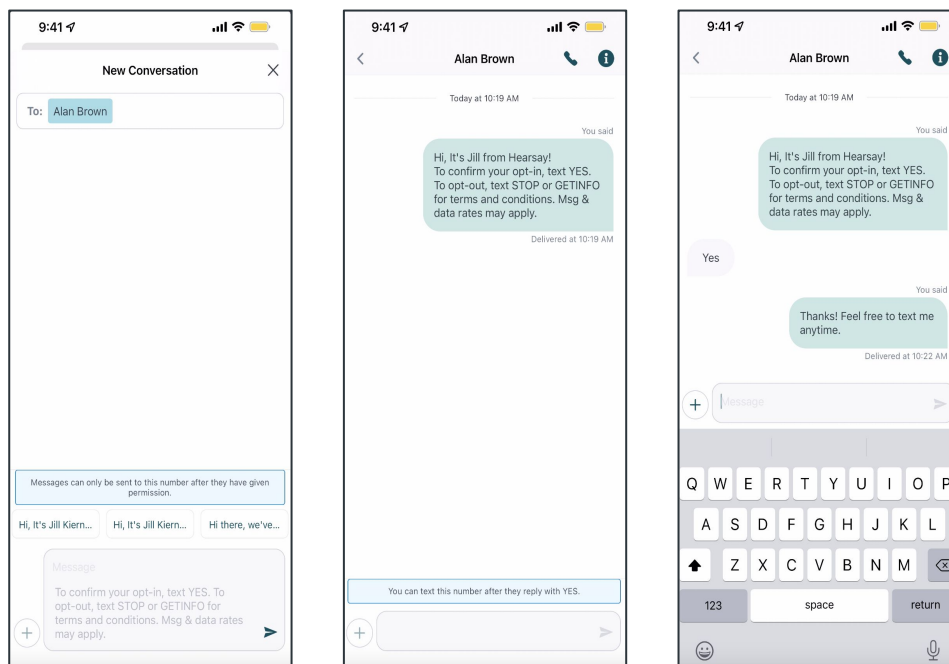 9:41
New Conversation
To: Alan Brown
Messages can only be sent to this number after they have given
permission.
Hi, It's Jill Kiern...
Hi, It's Jill Kiern...
Hi there, we've...
Message
To confirm your opt-in, text YES. To
opt-out, text STOP or GETINFO for
terms and conditions. Msg & data rates
may apply.
9:41
Alan Brown
Today at 10:19 AM
You said
Hi, It's Jill from Hearsay!
To confirm your opt-in, text YES.
To opt-out, text STOP or GETINFO
for terms and conditions. Msg &
data rates may apply.
Delivered at 10:19 AM
You can text this number after they reply with YES.
9:41
Alan Brown
Today at 10:19 AM
You said
Hi, It's Jill from Hearsay!
To confirm your opt-in, text YES.
To opt-out, text STOP or GETINFO
for terms and conditions. Msg &
data rates may apply.
Yes
You said
Thanks! Feel free to text me
anytime.
Delivered at 10:22 AM
Message
Q W E R T Y U I O P
A S D F G H J K L
Z X C V B N M
123 space return